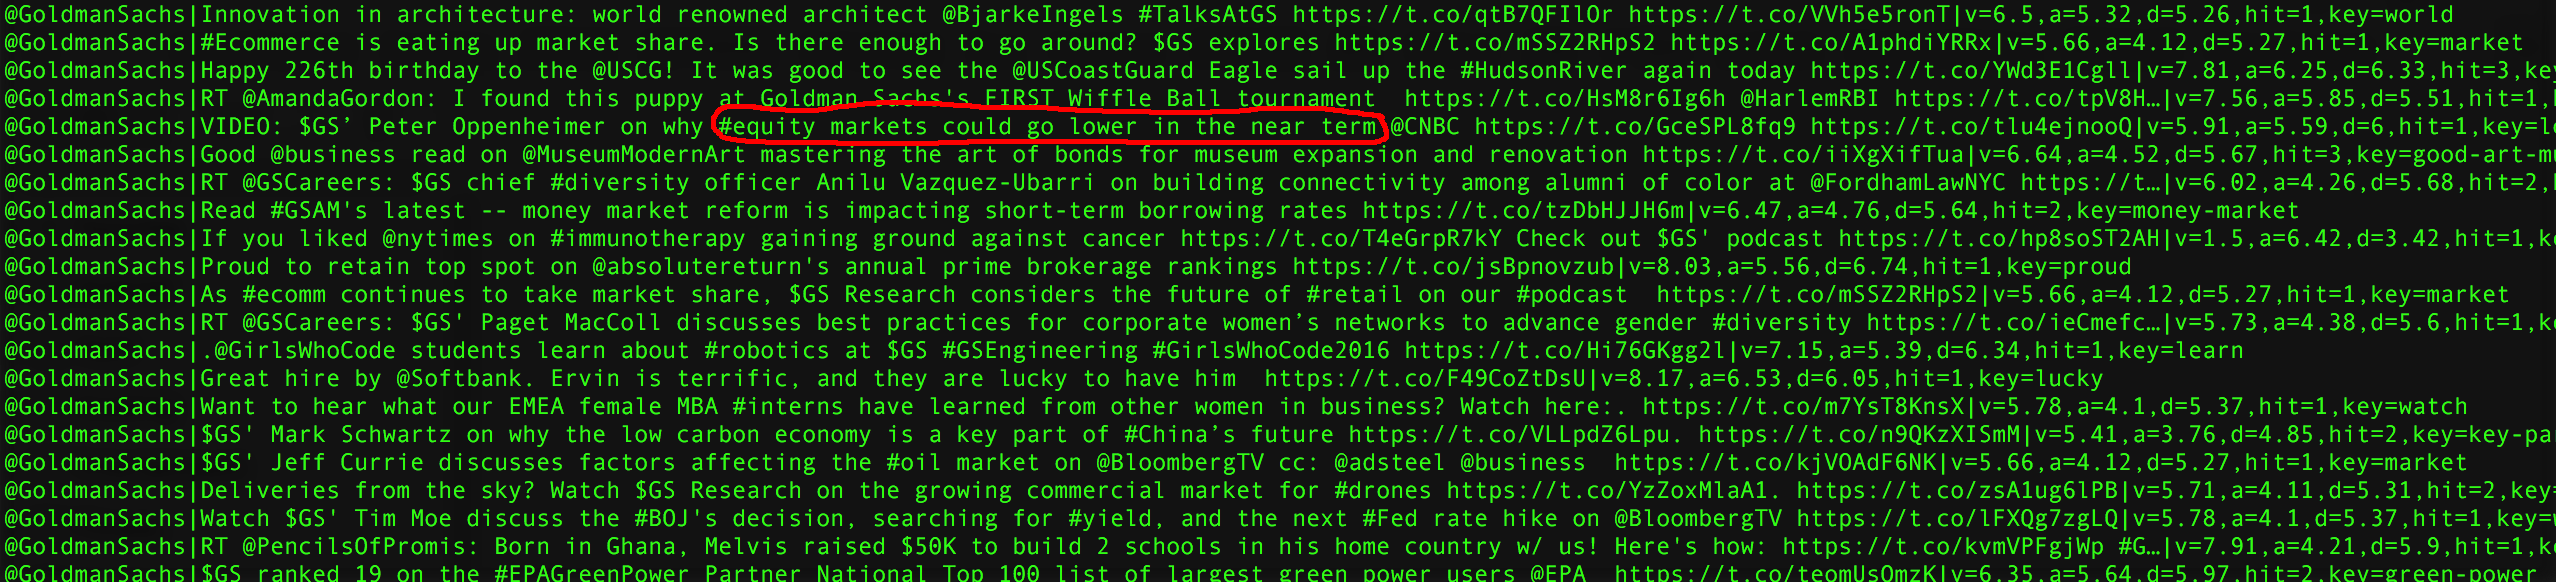 @GoldmanSachs|Innovation in architecture: world renowned architect @BjarkeIngels #TalksAtGS https://t.co/qtB7QFIlOr https://t.co/VVh5e5ronT|v=6.5,a=5.32,d=5.26,hit=1,key=world
@GoldmanSachs|#Ecommerce is eating up market share. Is there enough to go around? $GS explores https://t.co/mSSZ2RHpS2 https://t.co/A1phdiYRRx|v=5.66,a=4.12,d=5.27,hit=1,key=market
@GoldmanSachs|Happy 226th birthday to the @USCG! It was good to see the @USCoastGuard Eagle sail up the #HudsonRiver again today https://t.co/YWd3E1Cgll|v=7.81,a=6.25,d=6.33,hit=3,key
@GoldmanSachs|RT @AmandaGordon: I found this puppy at Goldman Sachs's FIRST Wiffle Ball tournament  https://t.co/HsM8r6Ig6h @HarlemRBI https://t.co/tpV8H…|v=7.56,a=5.85,d=5.51,hit=1,
@GoldmanSachs|VIDEO: $GS’ Peter Oppenheimer on why #equity markets could go lower in the near term @CNBC https://t.co/GceSPL8fq9 https://t.co/tlu4ejnooQ|v=5.91,a=5.59,d=6,hit=1,key=lo
@GoldmanSachs|Good @business read on @MuseumModernArt mastering the art of bonds for museum expansion and renovation https://t.co/iiXgXifTua|v=6.64,a=4.52,d=5.67,hit=3,key=good-art-mu
@GoldmanSachs|RT @GSCareers: $GS chief #diversity officer Anilu Vazquez-Ubarri on building connectivity among alumni of color at @FordhamLawNYC https://t…|v=6.02,a=4.26,d=5.68,hit=2,
@GoldmanSachs|Read #GSAM's latest -- money market reform is impacting short-term borrowing rates https://t.co/tzDbHJJH6m|v=6.47,a=4.76,d=5.64,hit=2,key=money-market
@GoldmanSachs|If you liked @nytimes on #immunotherapy gaining ground against cancer https://t.co/T4eGrpR7kY Check out $GS' podcast https://t.co/hp8soST2AH|v=1.5,a=6.42,d=3.42,hit=1,ke
@GoldmanSachs|Proud to retain top spot on @absolutereturn's annual prime brokerage rankings https://t.co/jsBpnovzub|v=8.03,a=5.56,d=6.74,hit=1,key=proud
@GoldmanSachs|As #ecomm continues to take market share, $GS Research considers the future of #retail on our #podcast  https://t.co/mSSZ2RHpS2|v=5.66,a=4.12,d=5.27,hit=1,key=market
@GoldmanSachs|RT @GSCareers: $GS' Paget MacColl discusses best practices for corporate women’s networks to advance gender #diversity https://t.co/ieCmefc…|v=5.73,a=4.38,d=5.6,hit=1,k
@GoldmanSachs|.@GirlsWhoCode students learn about #robotics at $GS #GSEngineering #GirlsWhoCode2016 https://t.co/Hi76GKgg2l|v=7.15,a=5.39,d=6.34,hit=1,key=learn
@GoldmanSachs|Great hire by @Softbank. Ervin is terrific, and they are lucky to have him  https://t.co/F49CoZtDsU|v=8.17,a=6.53,d=6.05,hit=1,key=lucky
@GoldmanSachs|Want to hear what our EMEA female MBA #interns have learned from other women in business? Watch here:. https://t.co/m7YsT8KnsX|v=5.78,a=4.1,d=5.37,hit=1,key=watch
@GoldmanSachs|$GS' Mark Schwartz on why the low carbon economy is a key part of #China’s future https://t.co/VLLpdZ6Lpu. https://t.co/n9QKzXISmM|v=5.41,a=3.76,d=4.85,hit=2,key=key-pa
@GoldmanSachs|$GS' Jeff Currie discusses factors affecting the #oil market on @BloombergTV cc: @adsteel @business  https://t.co/kjVOAdF6NK|v=5.66,a=4.12,d=5.27,hit=1,key=market
@GoldmanSachs|Deliveries from the sky? Watch $GS Research on the growing commercial market for #drones https://t.co/YzZoxMlaA1. https://t.co/zsA1ug6lPB|v=5.71,a=4.11,d=5.31,hit=2,key=
@GoldmanSachs|Watch $GS' Tim Moe discuss the #BOJ's decision, searching for #yield, and the next #Fed rate hike on @BloombergTV https://t.co/lFXQg7zgLQ|v=5.78,a=4.1,d=5.37,hit=1,key=w
@GoldmanSachs|RT @PencilsOfPromis: Born in Ghana, Melvis raised $50K to build 2 schools in his home country w/ us! Here's how: https://t.co/kvmVPFgjWp #G…|v=7.91,a=4.21,d=5.9,hit=1,k
@GoldmanSachs|$GS ranked 19 on the #EPAGreenPower Partner National Top 100 list of largest green power users @EPA  https://t.co/teomUsOmzK|v=6.35,a=5.64,d=5.97,hit=2,key=green-power